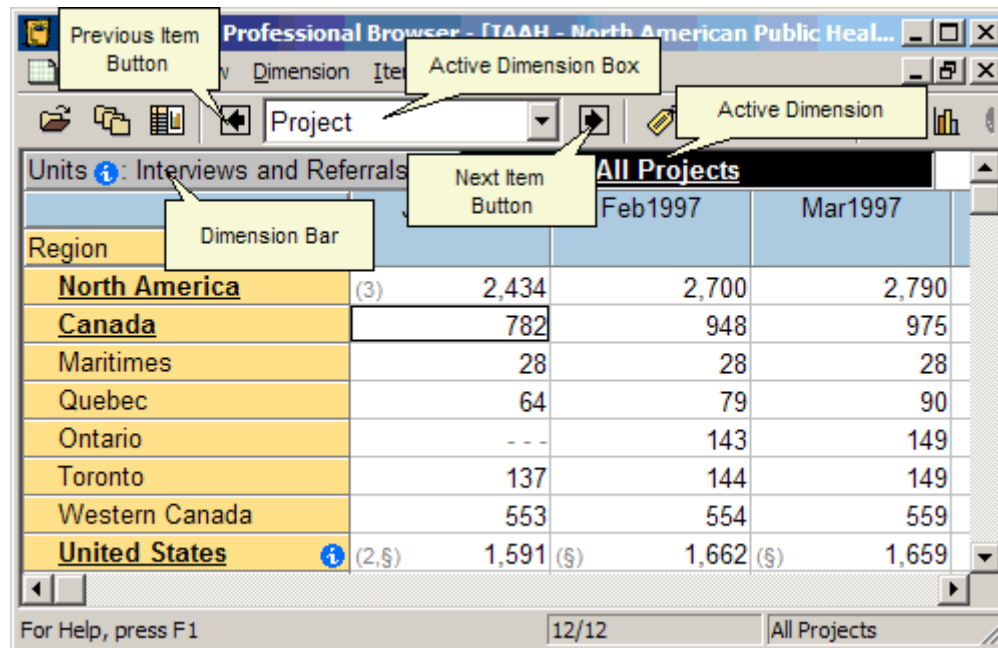 Professional Browser - [IAAH - North American Public Heal...
Previous Item
Button
Dimension
Active Dimension Box
Project
Active Dimension
Units i: Interviews and Referrals
All Projects
Next Item
Button
Dimension Bar
Feb1997 Mar1997
Region
North America (3) 2,434 2,700 2,790
Canada 782 948 975
Maritimes 28 28 28
Quebec 64 79 90
Ontario - - - 143 149
Toronto 137 144 149
Western Canada 553 554 559
United States i (2,§) 1,591 (§) 1,662 (§) 1,659
For Help, press F1 12/12 All Projects